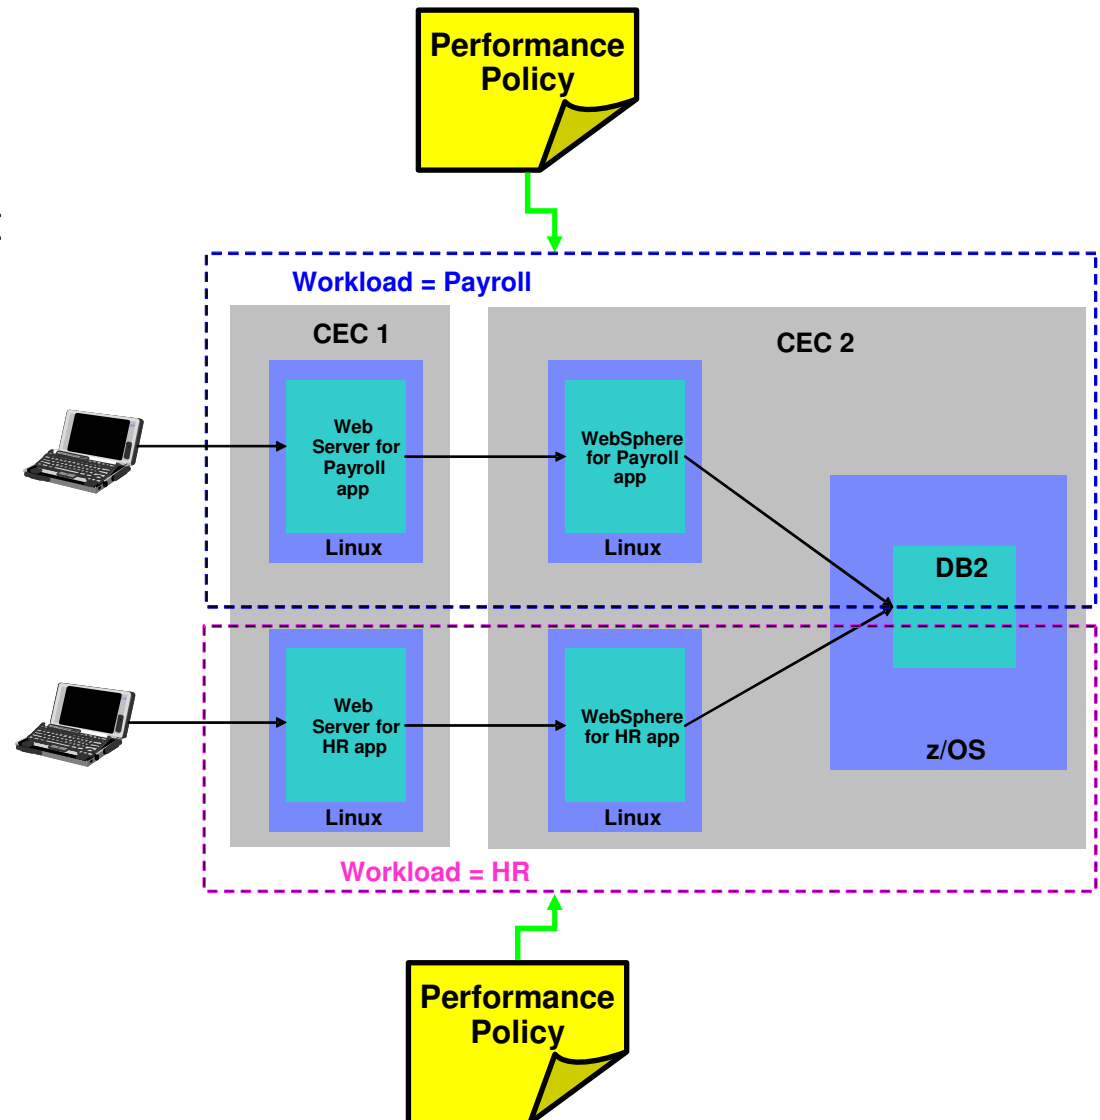 Performance
Policy
Workload = Payroll
CEC 1
CEC 2
Web
Server for
Payroll
app
Linux
WebSphere
for Payroll
app
Linux
DB2
Web
Server for
HR app
Linux
WebSphere
for HR app
Linux
z/OS
Workload = HR
Performance
Policy